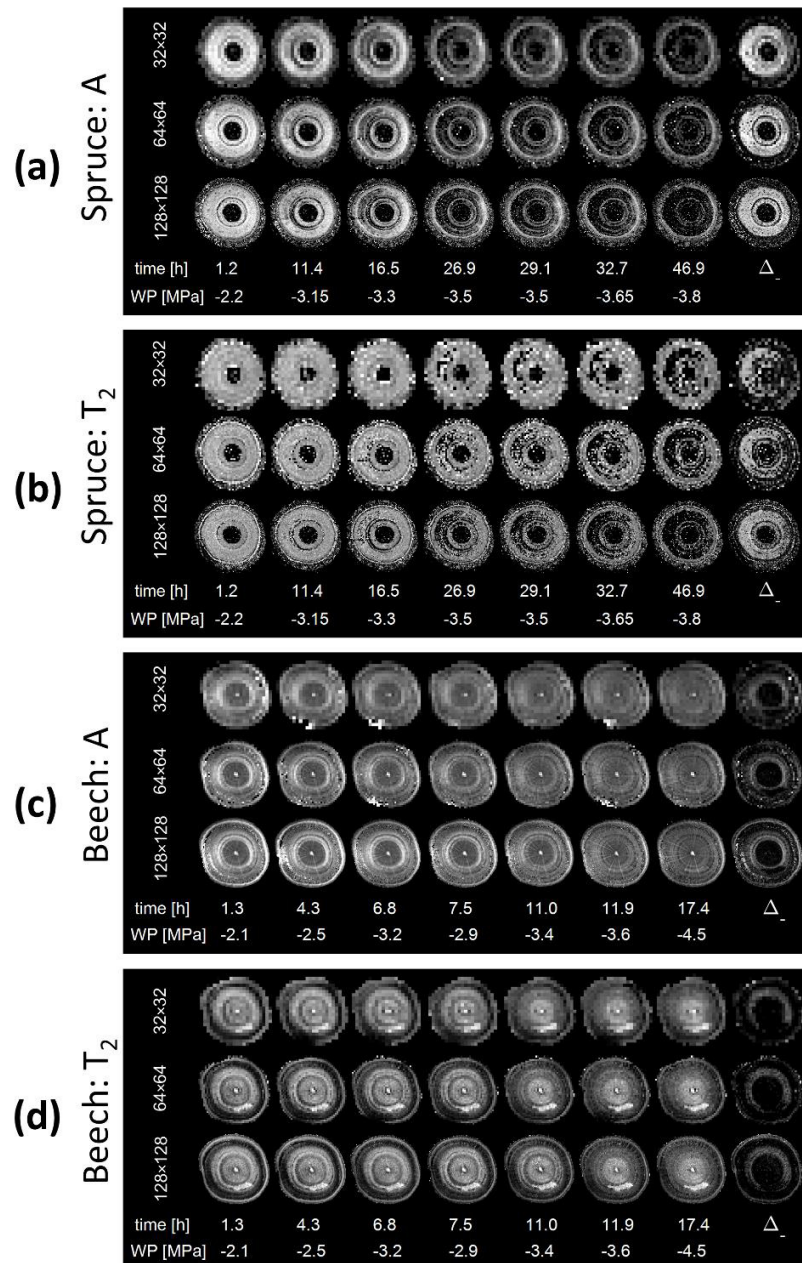 (a)
Spruce: A
32×32
64×64
128×128
time [h] 1.2 11.4 16.5 26.9 29.1 32.7 46.9 Δ_
WP [MPa] -2.2 -3.15 -3.3 -3.5 -3.5 -3.65 -3.8
(b)
Spruce: T₂
32×32
64×64
128×128
time [h] 1.2 11.4 16.5 26.9 29.1 32.7 46.9 Δ_
WP [MPa] -2.2 -3.15 -3.3 -3.5 -3.5 -3.65 -3.8
(c)
Beech: A
32×32
64×64
128×128
time [h] 1.3 4.3 6.8 7.5 11.0 11.9 17.4 Δ_
WP [MPa] -2.1 -2.5 -3.2 -2.9 -3.4 -3.6 -4.5
(d)
Beech: T₂
32×32
64×64
128×128
time [h] 1.3 4.3 6.8 7.5 11.0 11.9 17.4 Δ_
WP [MPa] -2.1 -2.5 -3.2 -2.9 -3.4 -3.6 -4.5